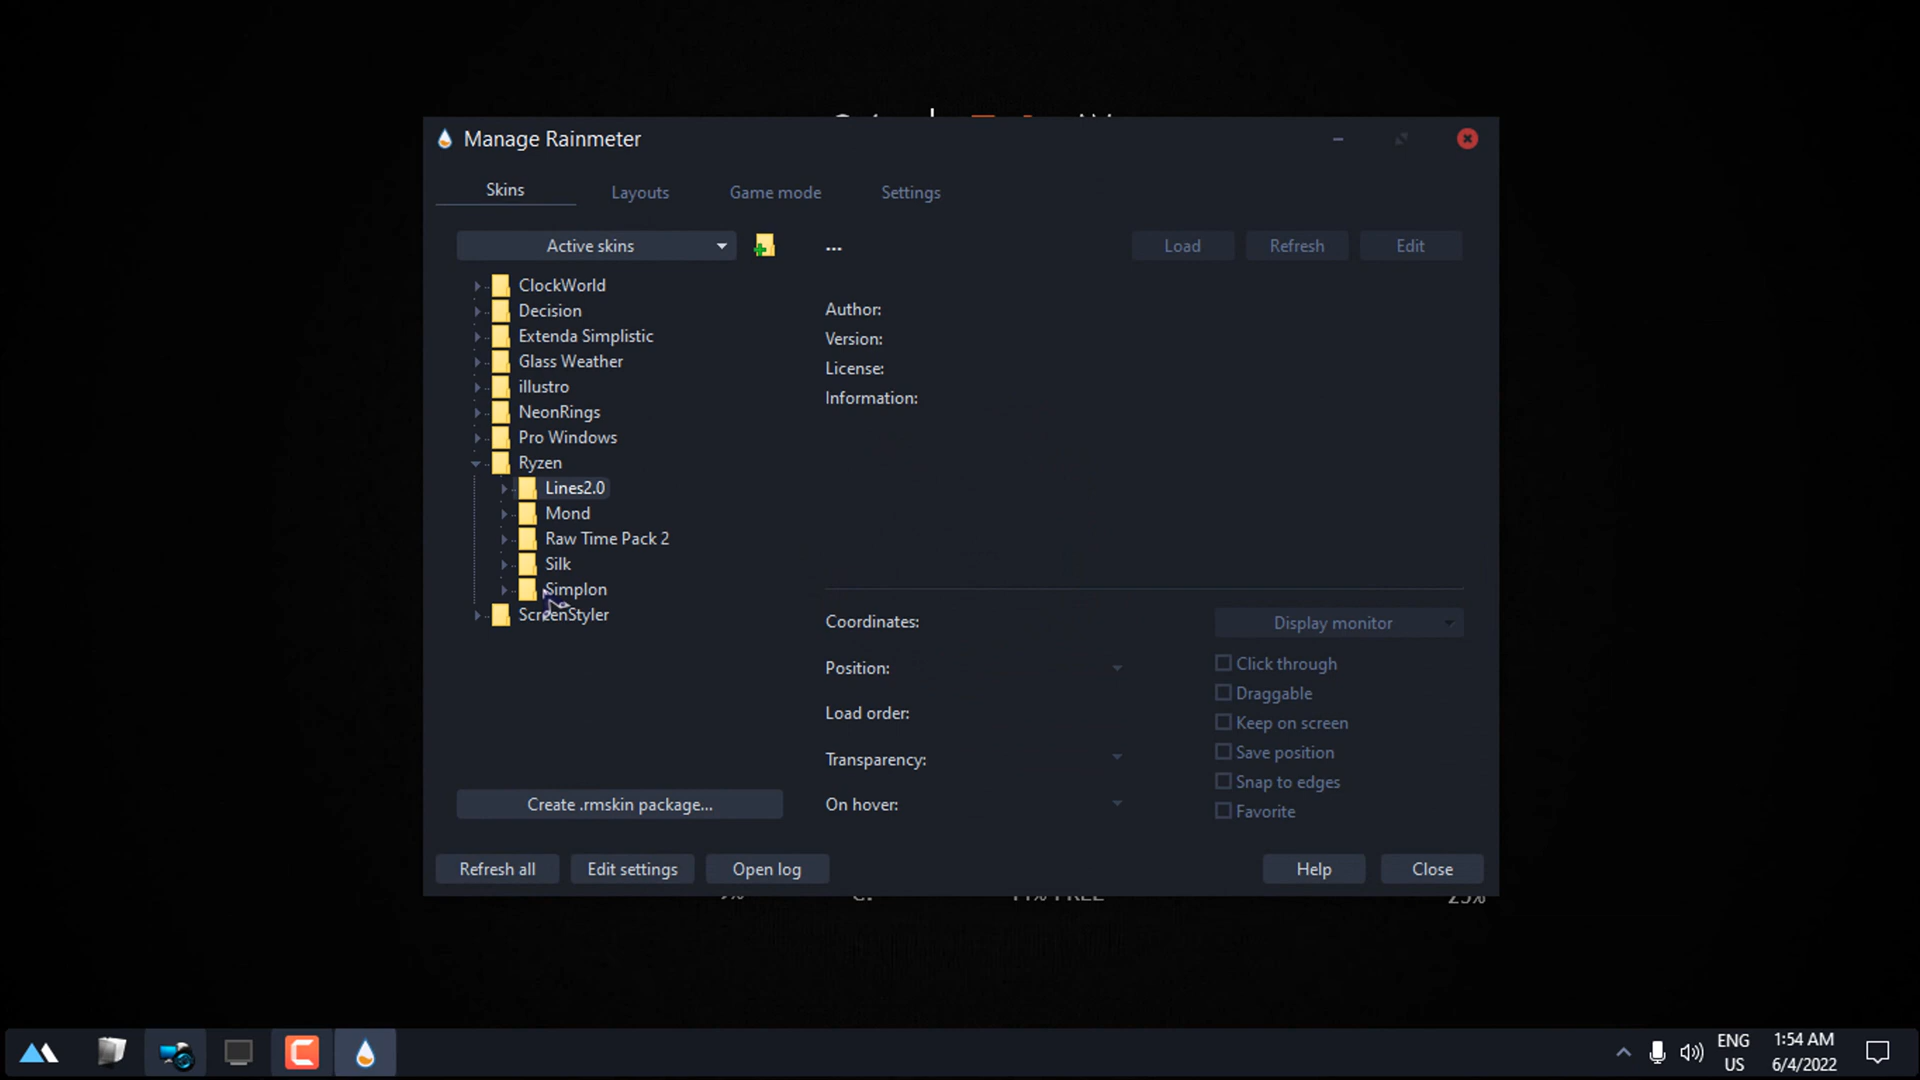 Manage Rainmeter
Skins
Layouts
Game mode
Settings
Active skins
...
Load
Refresh
Edit
ClockWorld
Decision
Extenda Simplistic
Glass Weather
illustro
NeonRings
Pro Windows
Ryzen
Lines2.0
Mond
Raw Time Pack 2
Silk
Simplon
ScreenStyler
Create .rmskin package...
Author:
Version:
License:
Information:
Coordinates:
Display monitor
Position:
Load order:
Transparency:
On hover:
Click through
Draggable
Keep on screen
Save position
Snap to edges
Favorite
Refresh all
Edit settings
Open log
Help
Close
FREE
25%
ENG
US
1:54 AM
6/4/2022